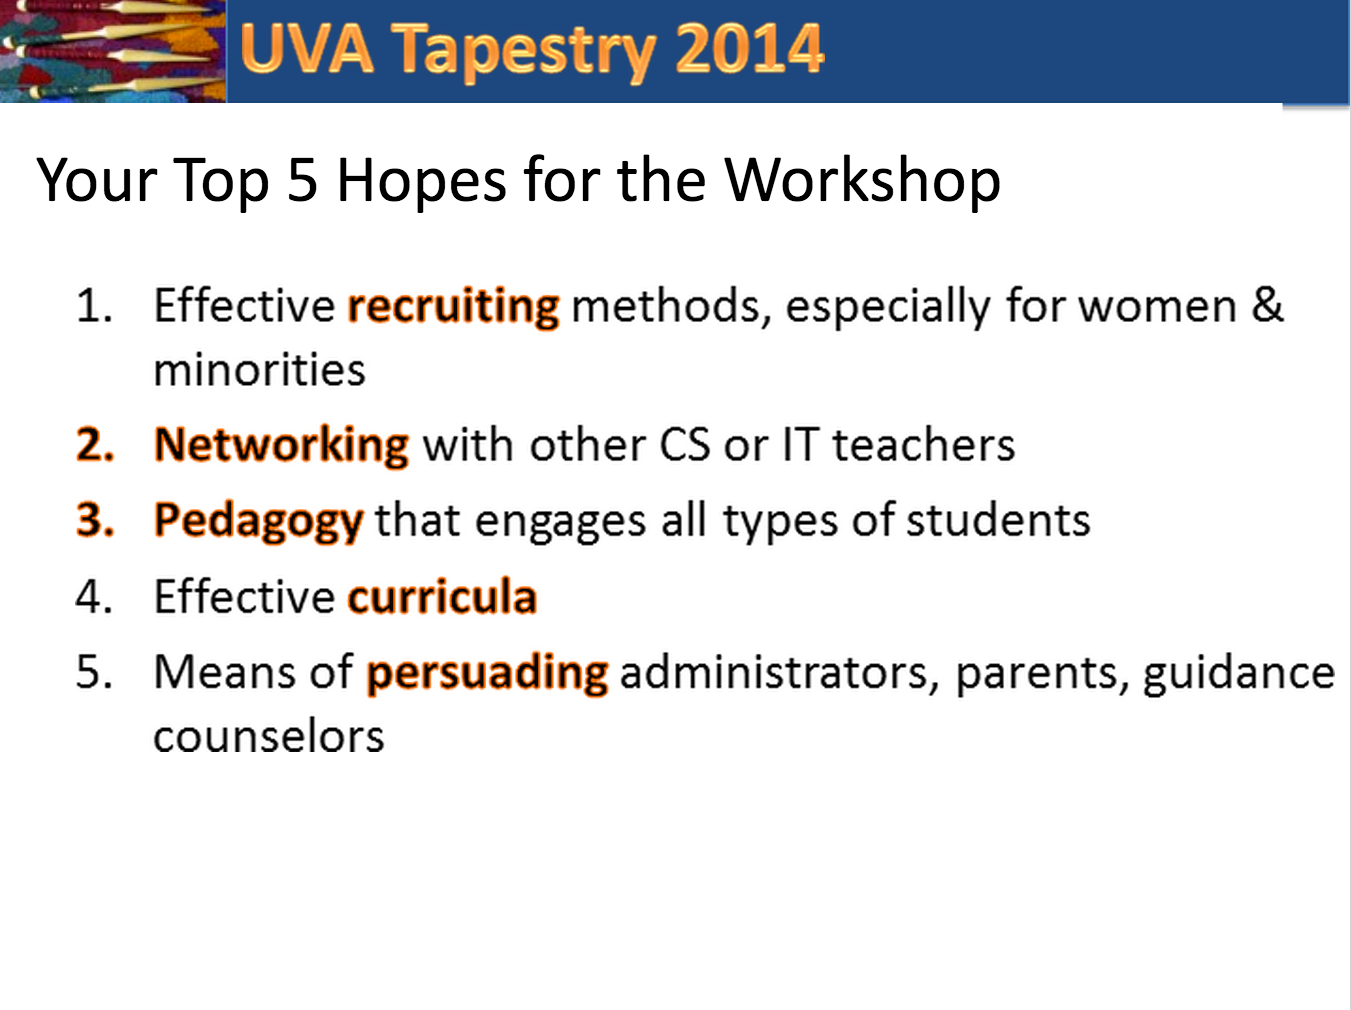 UVA Tapestry 2014
Your Top 5 Hopes for the Workshop
1. Effective recruiting methods, especially for women &
minorities
2. Networking with other CS or IT teachers
3. Pedagogy that engages all types of students
4. Effective curricula
5. Means of persuading administrators, parents, guidance
counselors